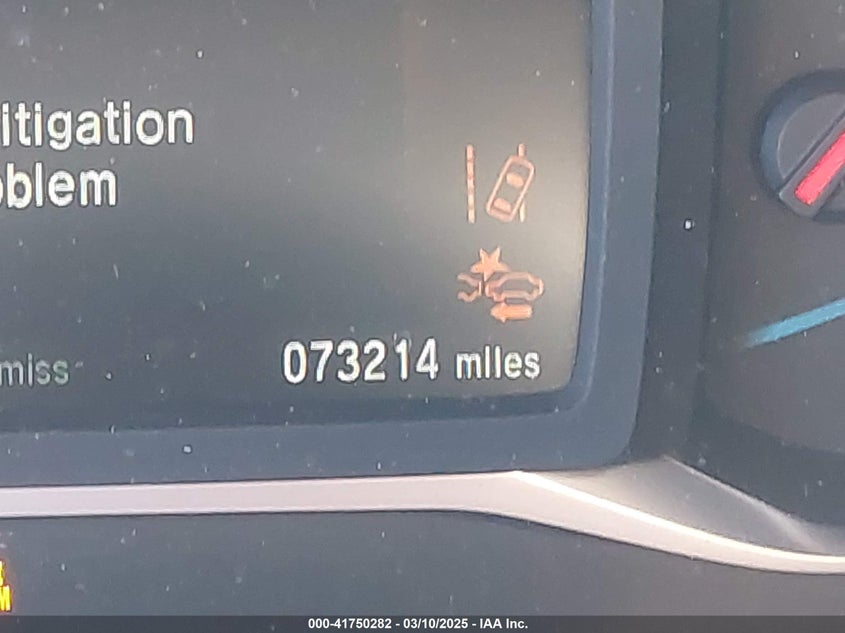 itigation
oblem
miss
073214 miles
M
000-41750282 - 03/10/2025 - IAA Inc.